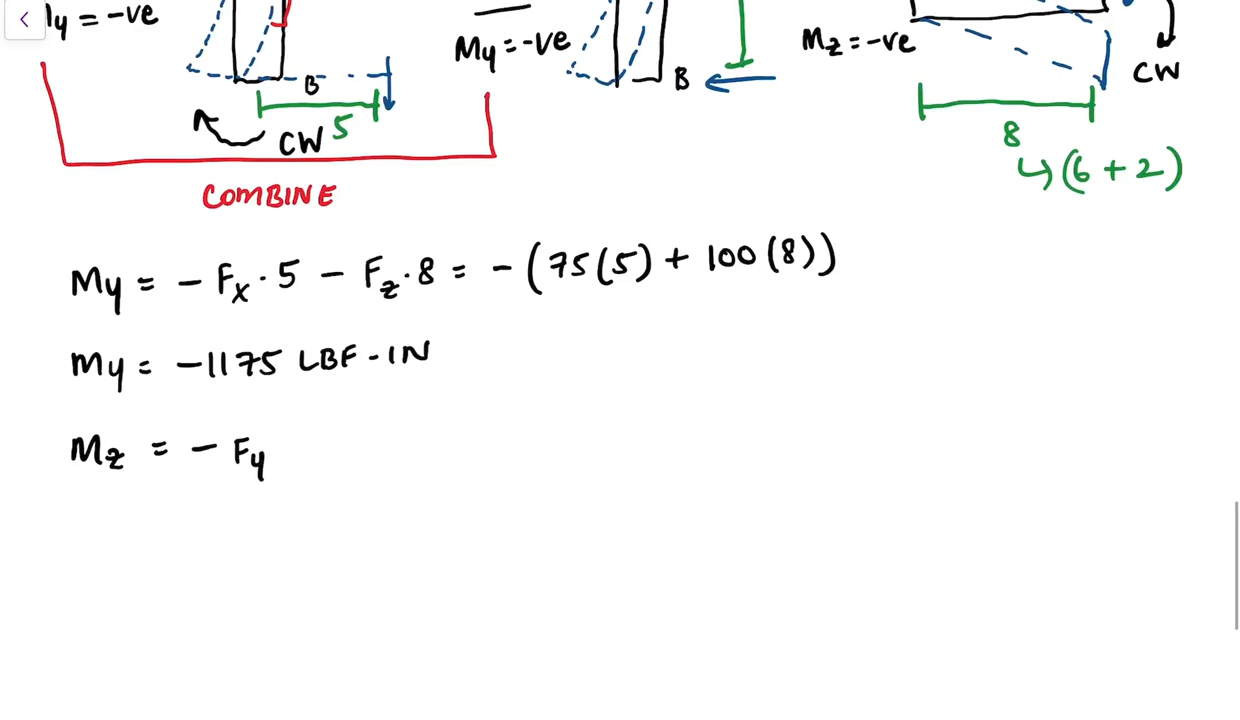 y = -ve
My = -ve
Mz = -ve
B
B
CW
5
CW
8
↳ (6 + 2)
COMBINE
My = - Fx · 5 - Fz · 8 = - (75(5) + 100(8))
My = -1175 LBF-IN
Mz = - Fy